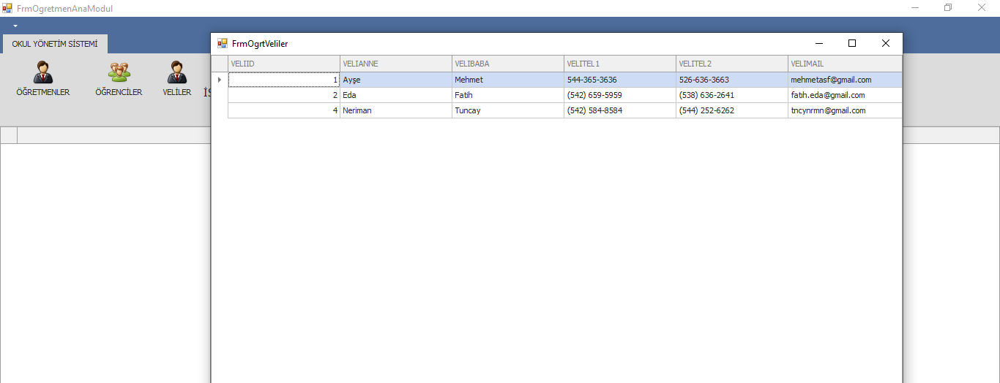 FrmOgretmenAnaModul
OKUL YÖNETİM SİSTEMİ
ÖĞRETMENLER ÖĞRENCİLER VELİLER
FrmOgrtVeliler
VELIID VELIANNE VELIBABA VELITEL1 VELITEL2 VELIMAIL
1 Ayşe Mehmet 544-365-3636 526-636-3663 mehmetasf@gmail.com
2 Eda Fatih (542) 659-5959 (538) 636-2641 fatıh.eda@gmail.com
4 Neriman Tuncay (542) 584-8584 (544) 252-6262 tncynrmn@gmail.com